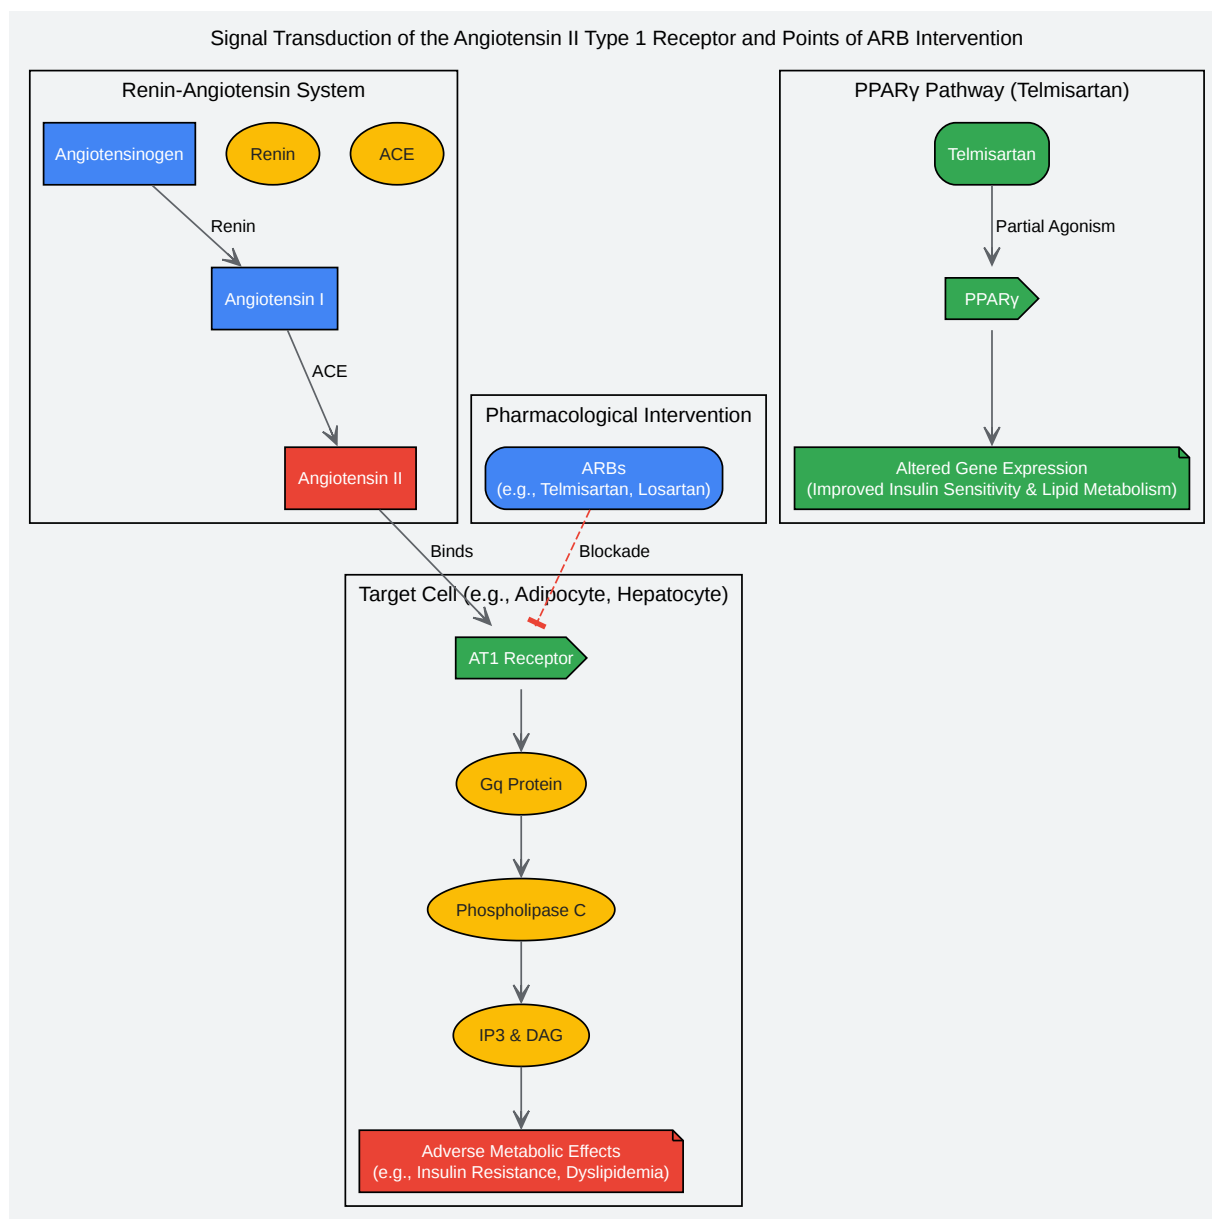 Signal Transduction of the Angiotensin II Type 1 Receptor and Points of ARB Intervention
Renin-Angiotensin System
Angiotensinogen
Renin
ACE
Renin
Angiotensin I
ACE
Angiotensin II
Binds
Pharmacological Intervention
ARBs
(e.g., Telmisartan, Losartan)
Blockade
PPARγ Pathway (Telmisartan)
Telmisartan
Partial Agonism
PPARγ
Altered Gene Expression
(Improved Insulin Sensitivity & Lipid Metabolism)
Target Cell (e.g., Adipocyte, Hepatocyte)
AT1 Receptor
Gq Protein
Phospholipase C
IP3 & DAG
Adverse Metabolic Effects
(e.g., Insulin Resistance, Dyslipidemia)